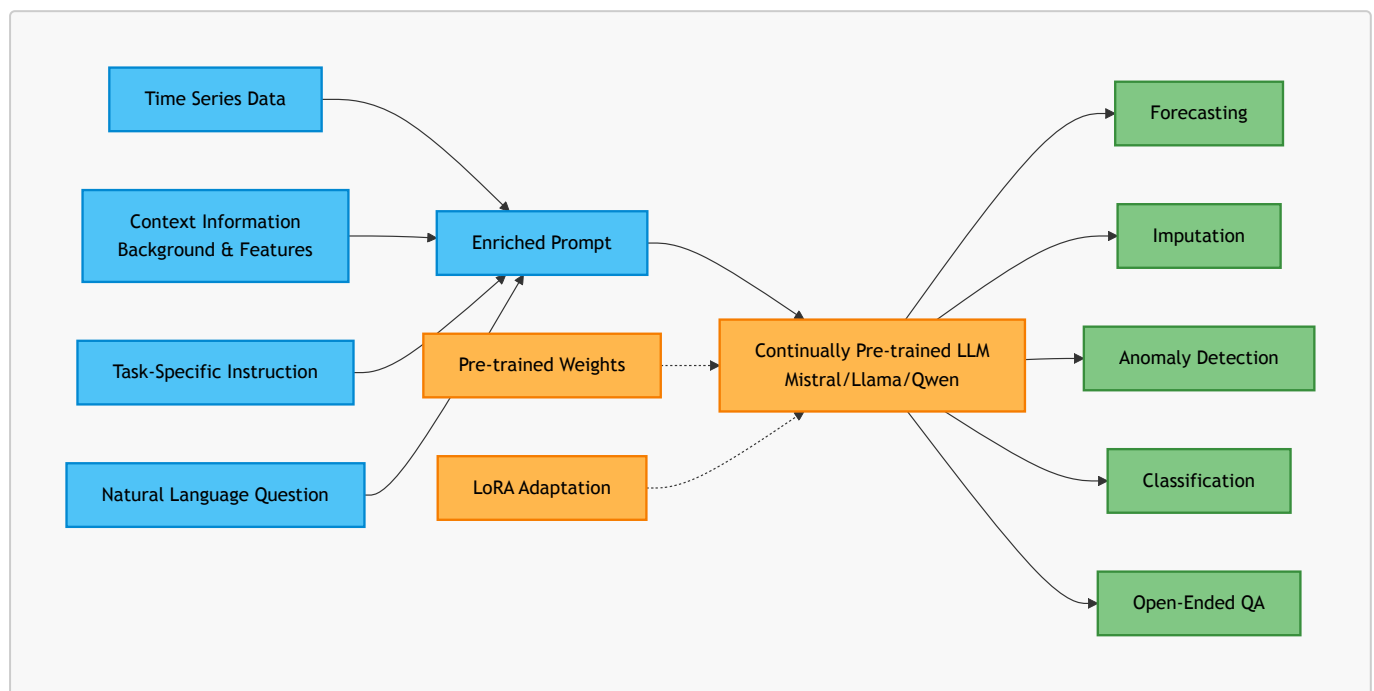 Time Series Data
Context Information
Background & Features
Task-Specific Instruction
Natural Language Question
Enriched Prompt
Pre-trained Weights
LoRA Adaptation
Continually Pre-trained LLM
Mistral/Llama/Qwen
Forecasting
Imputation
Anomaly Detection
Classification
Open-Ended QA